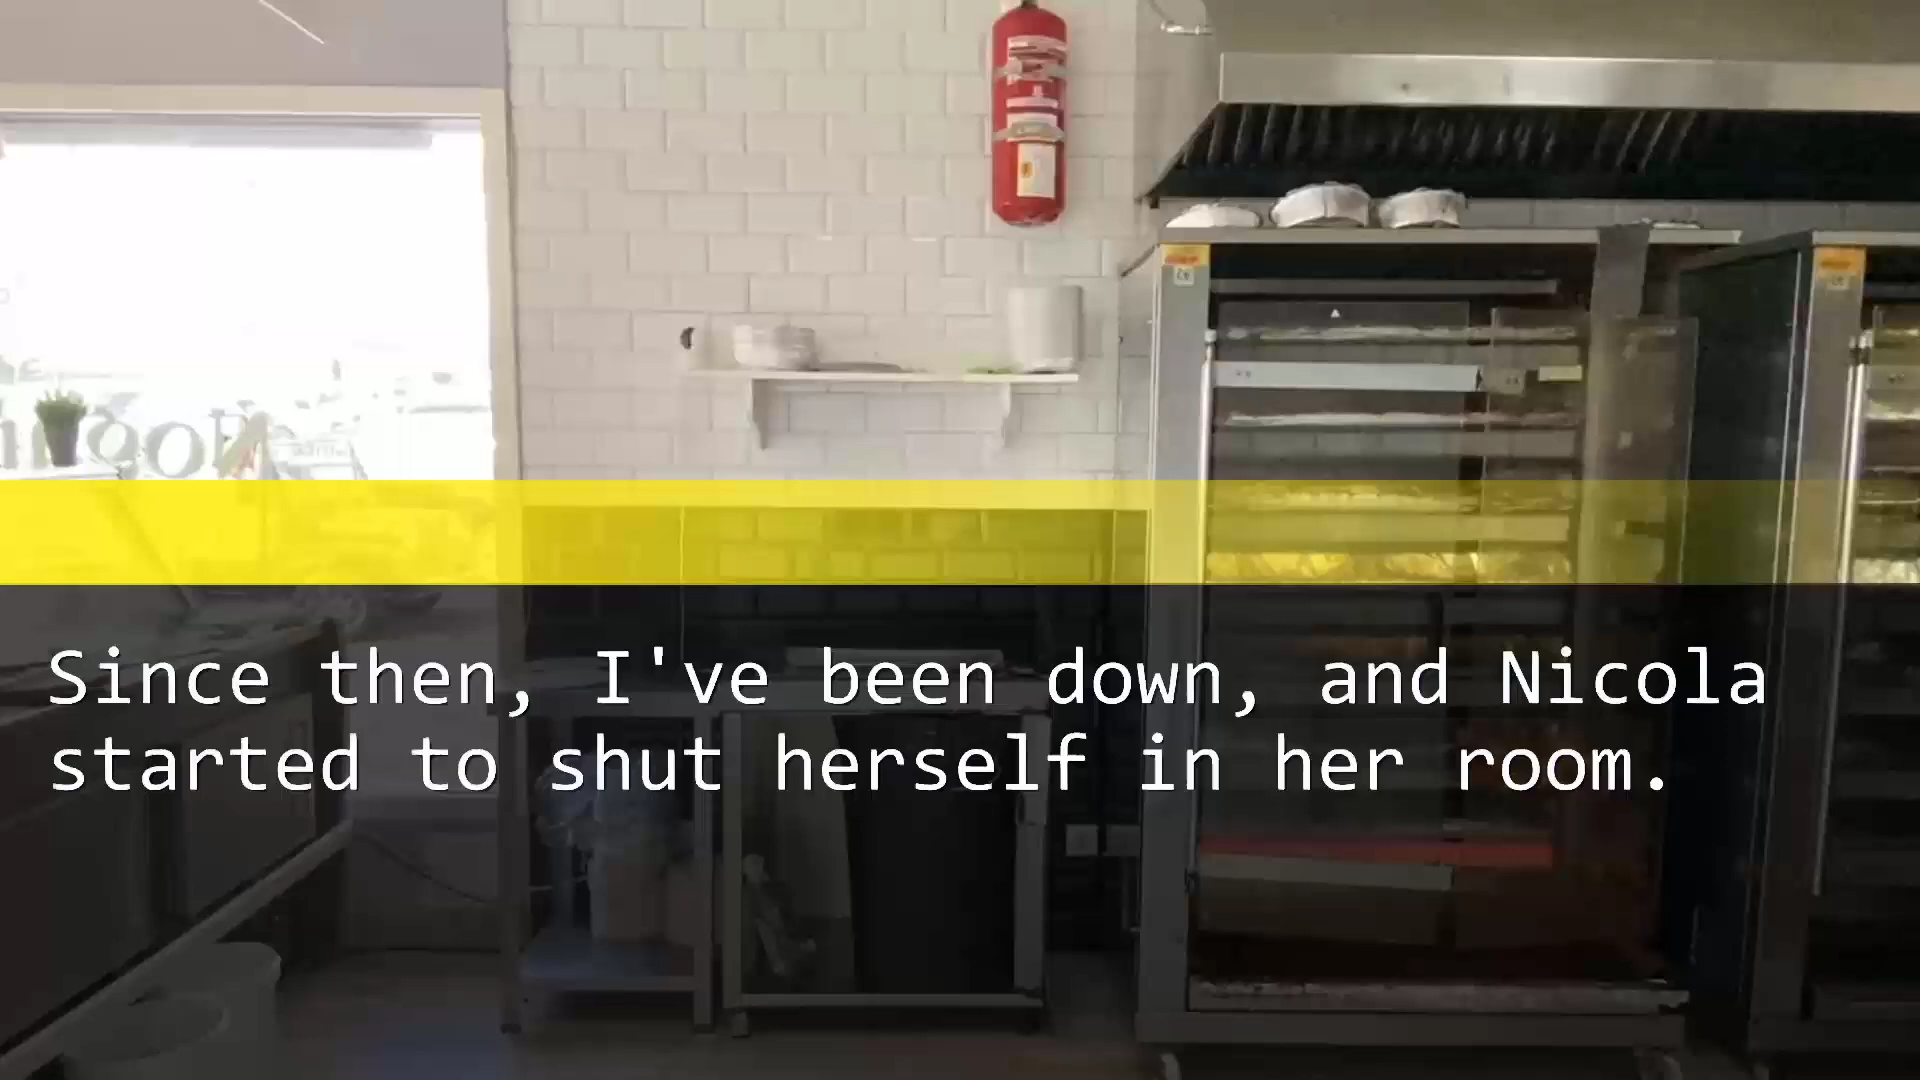 Since then, I've been down, and Nicola
started to shut herself in her room.